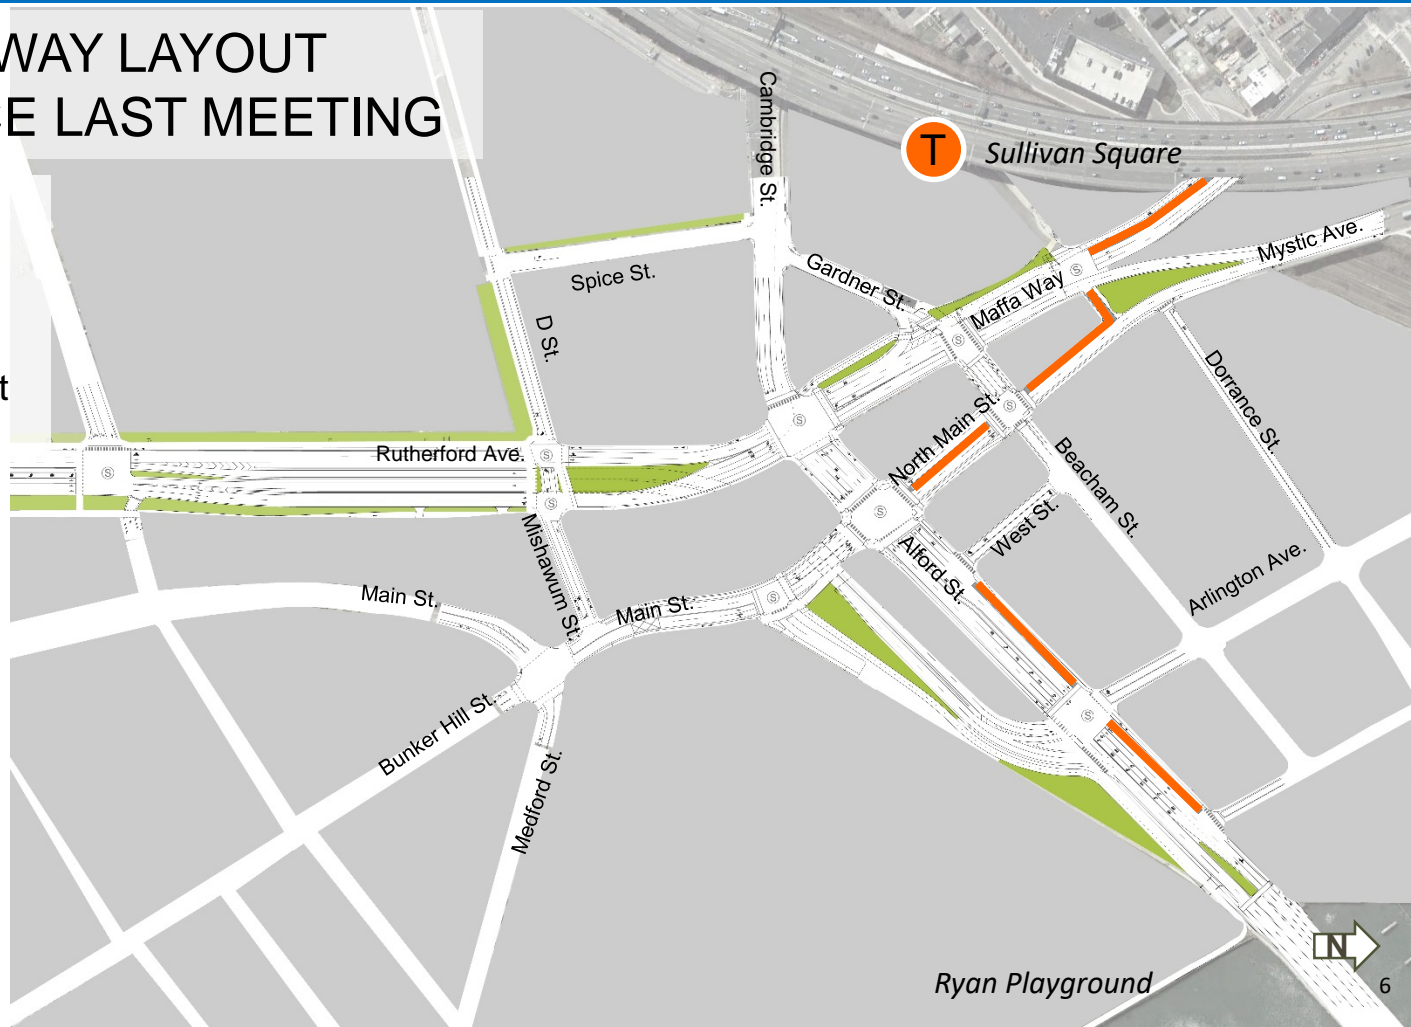 WAY LAYOUT
CE LAST MEETING
t
Cambridge St.
T
Sullivan Square
Spice St.
Gardner St.
Maffa Way
Mystic Ave.
D St.
Dorrance St.
Rutherford Ave.
North Main St.
Beacham St.
West St.
Mishawum St.
Alford St.
Arlington Ave.
Main St.
Main St.
Bunker Hill St.
Medford St.
S
S
S
S
S
S
S
S
S
S
N
Ryan Playground
6